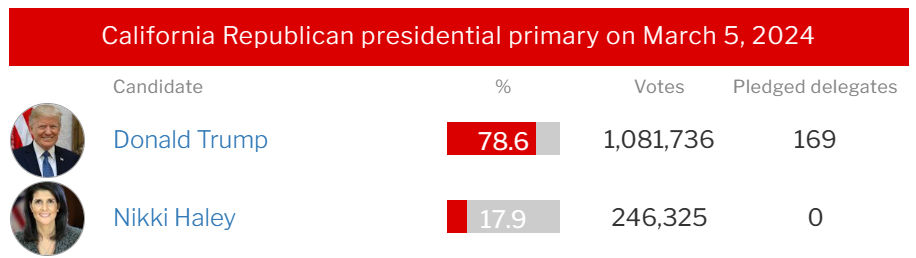 California Republican presidential primary on March 5, 2024
Candidate % Votes Pledged delegates
Donald Trump 78.6 1,081,736 169
Nikki Haley 17.9 246,325 0